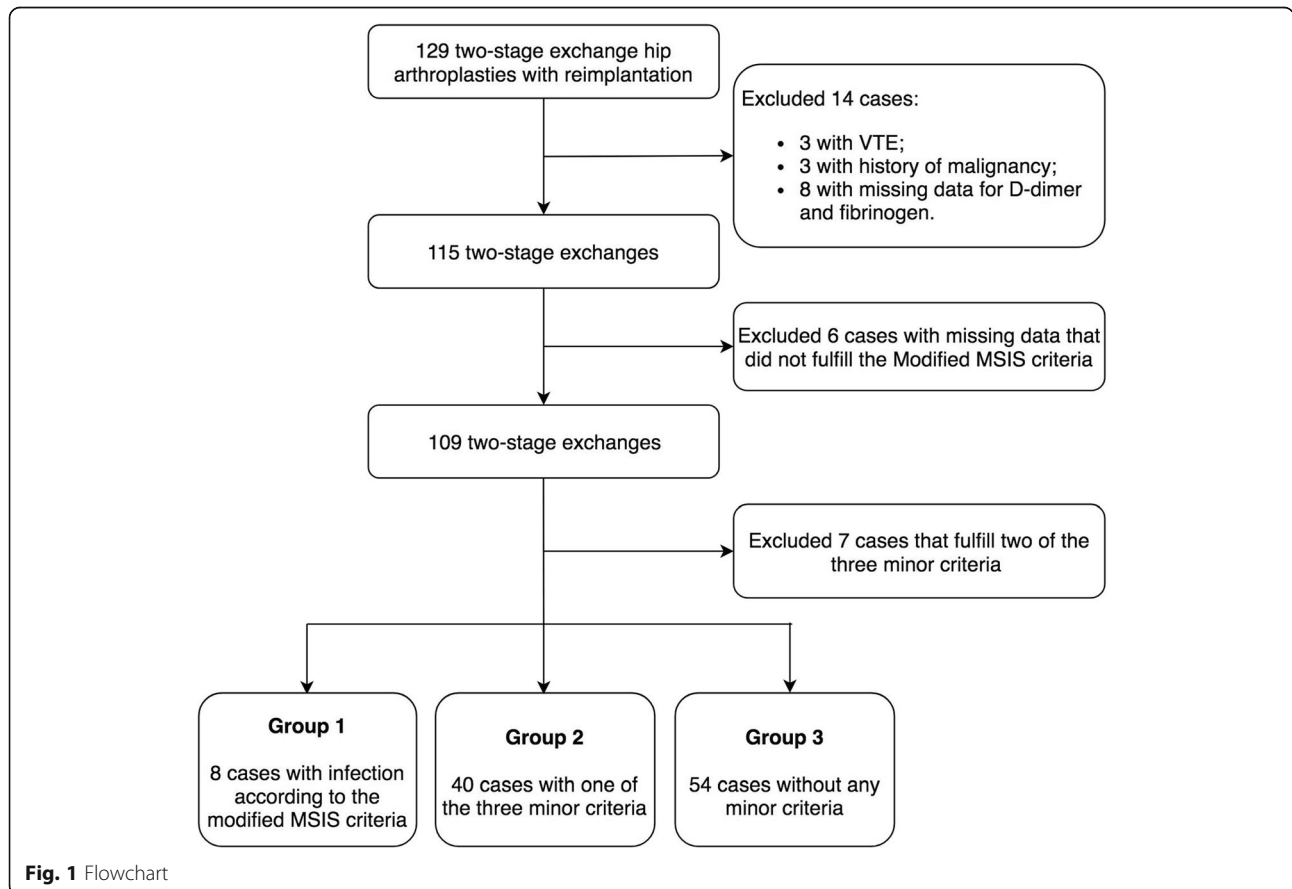 129 two-stage exchange hip
arthroplasties with reimplantation
Excluded 14 cases:
• 3 with VTE;
• 3 with history of malignancy;
• 8 with missing data for D-dimer
and fibrinogen.
115 two-stage exchanges
Excluded 6 cases with missing data that
did not fulfill the Modified MSIS criteria
109 two-stage exchanges
Excluded 7 cases that fulfill two of the
three minor criteria
Group 1
8 cases with infection
according to the
modified MSIS criteria
Group 2
40 cases with one of
the three minor criteria
Group 3
54 cases without any
minor criteria
Fig. 1 Flowchart